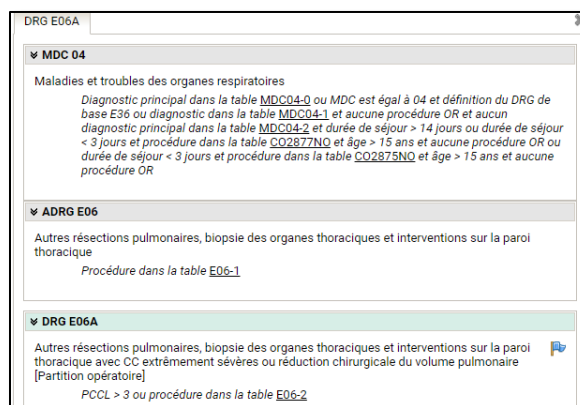 DRG E06A
MDC 04
Maladies et troubles des organes respiratoires
Diagnostic principal dans la table MDC04-0 ou MDC est égal à 04 et définition du DRG de
base E36 ou diagnostic dans la table MDC04-1 et aucune procédure OR et aucun
diagnostic principal dans la table MDC04-2 et durée de séjour > 14 jours ou durée de séjour
< 3 jours et procédure dans la table CO2877NO et âge > 15 ans et aucune procédure OR ou
durée de séjour < 3 jours et procédure dans la table CO2875NO et âge > 15 ans et aucune
procédure OR
ADRG E06
Autres résections pulmonaires, biopsie des organes thoraciques et interventions sur la paroi
thoracique
Procédure dans la table E06-1
DRG E06A
Autres résections pulmonaires, biopsie des organes thoraciques et interventions sur la paroi
thoracique avec CC extrêmement sévères ou réduction chirurgicale du volume pulmonaire
[Partition opératoire]
PCCL > 3 ou procédure dans la table E06-2